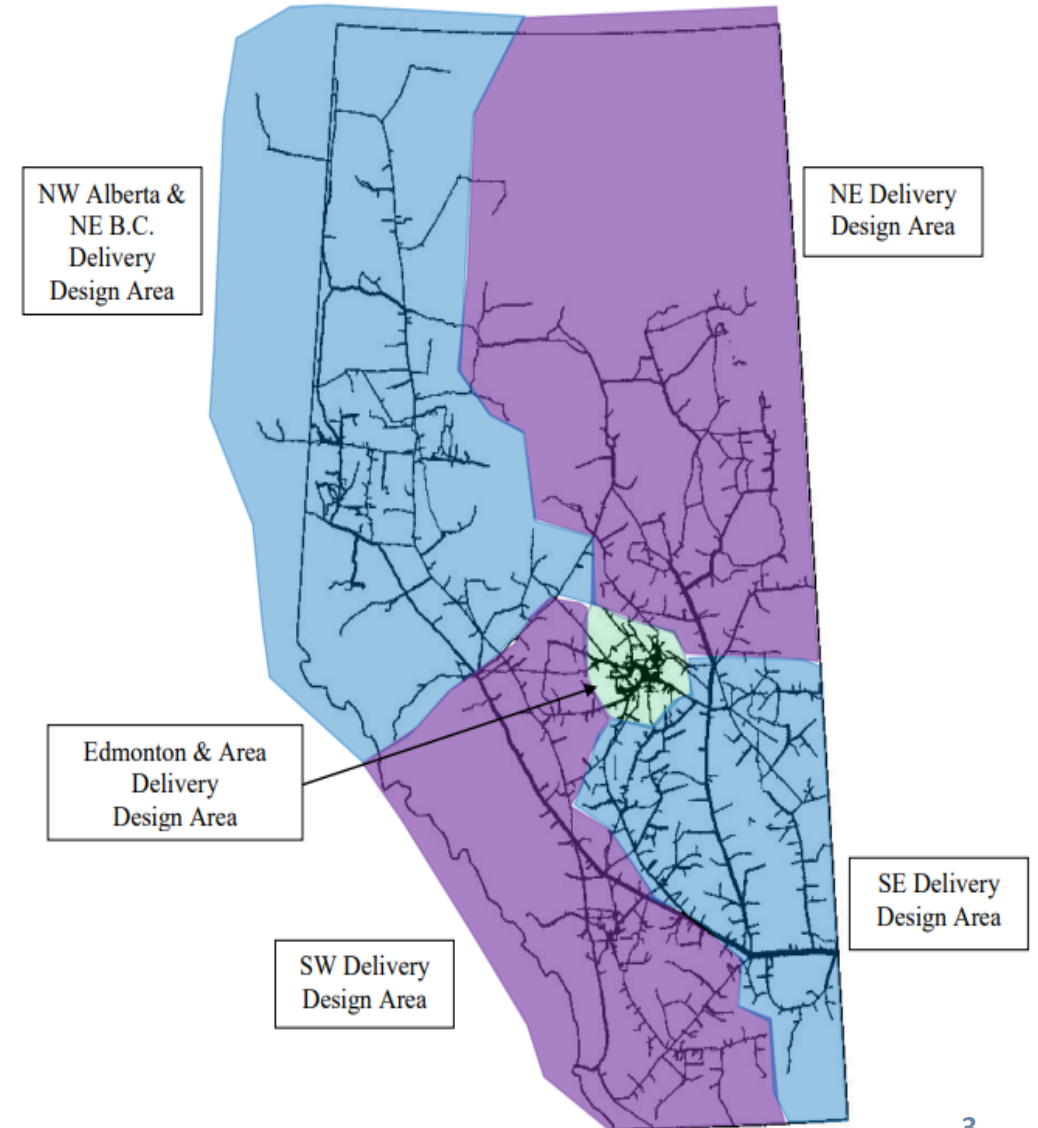 NW Alberta &
NE B.C.
Delivery
Design Area
NE Delivery
Design Area
Edmonton & Area
Delivery
Design Area
SE Delivery
Design Area
SW Delivery
Design Area
3